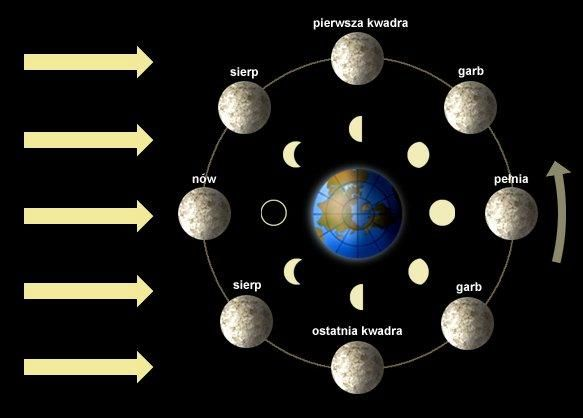 pierwsza kwadra
sierp
garb
nów
pełnia
sierp
garb
ostatnia kwadra